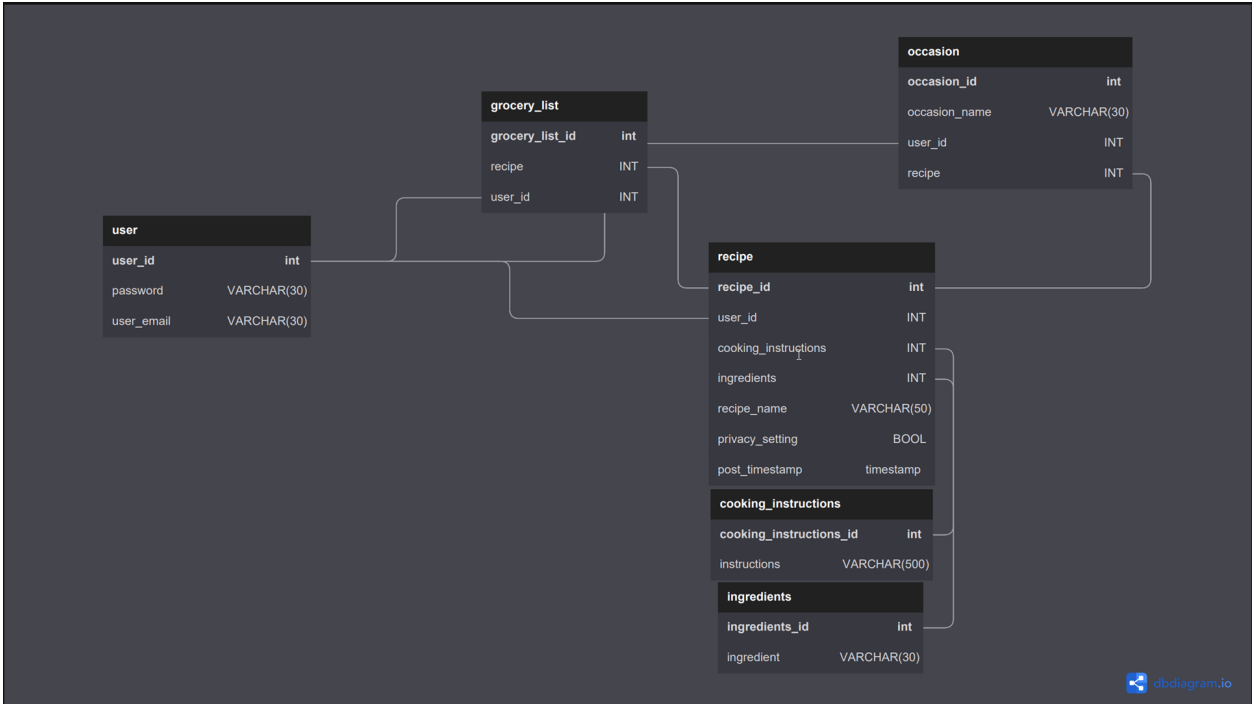 occasion
occasion_id int
occasion_name VARCHAR(30)
user_id INT
recipe INT
grocery_list
grocery_list_id int
recipe INT
user_id INT
user
user_id int
password VARCHAR(30)
user_email VARCHAR(30)
recipe
recipe_id int
user_id INT
cooking_instructions INT
ingredients INT
recipe_name VARCHAR(50)
privacy_setting BOOL
post_timestamp timestamp
cooking_instructions
cooking_instructions_id int
instructions VARCHAR(500)
ingredients
ingredients_id int
ingredient VARCHAR(30)
dbdiagram.io